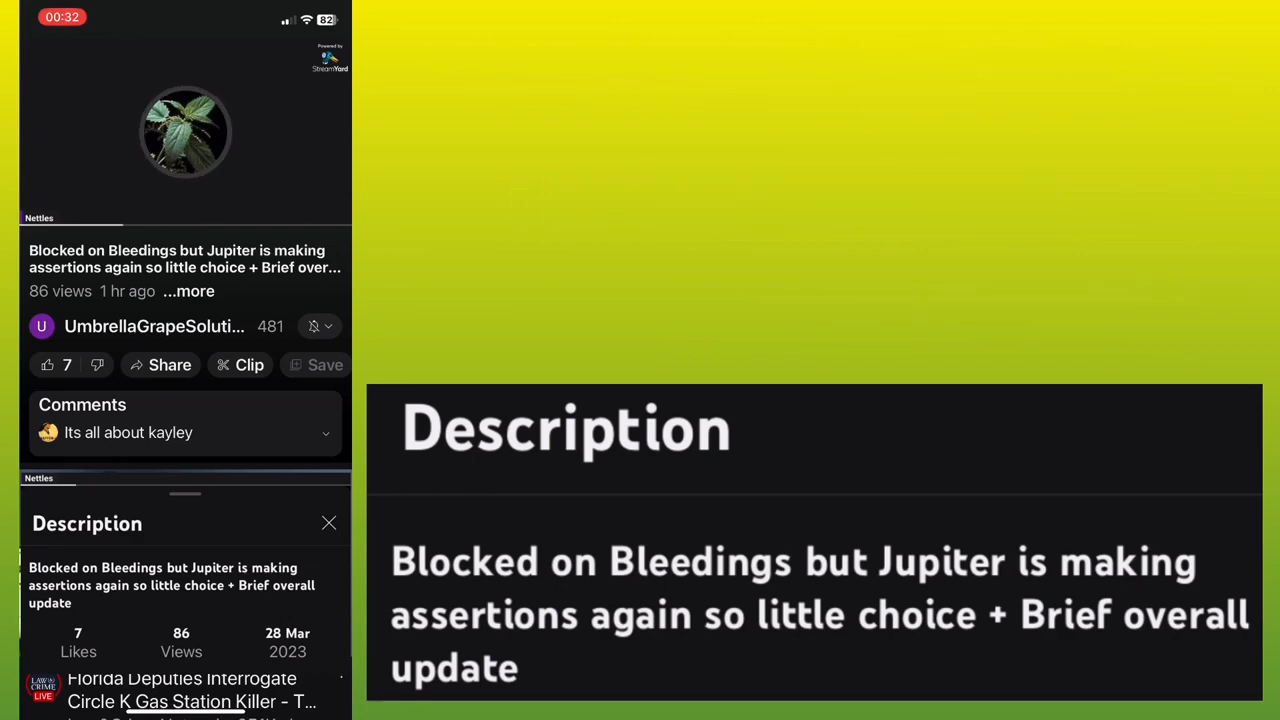 00:32
82
Powered by
StreamYard
Nettles
Blocked on Bleedings but Jupiter is making
assertions again so little choice + Brief over...
86 views 1 hr ago ...more
U UmbrellaGrapeSoluti... 481
7 Share Clip Save
Comments
Its all about kayley
Nettles
Description
Blocked on Bleedings but Jupiter is making
assertions again so little choice + Brief overall
update
7 86 28 Mar
Likes Views 2023
LAW&CRIME
LIVE
Florida Deputies Interrogate
Circle K Gas Station Killer - T...
Description
Blocked on Bleedings but Jupiter is making
assertions again so little choice + Brief overall
update